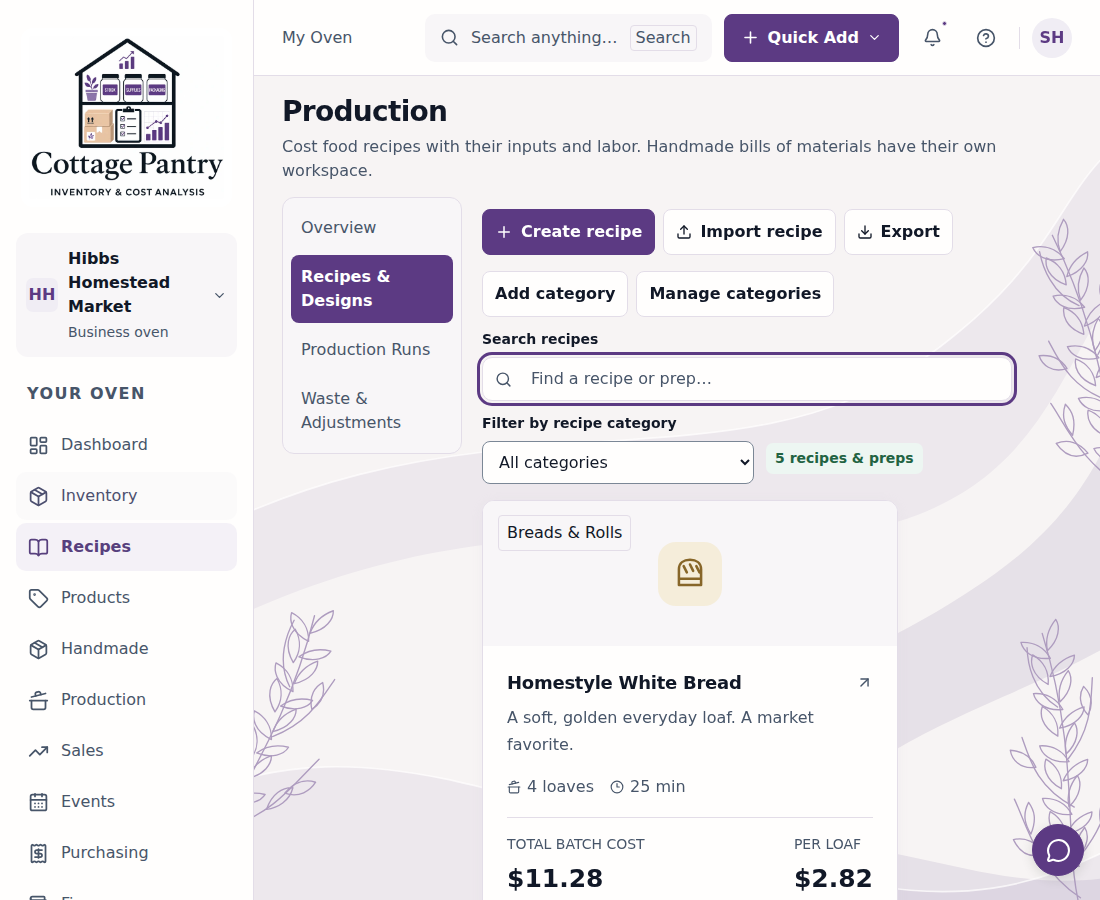 Cottage Pantry
INVENTORY & COST ANALYSIS
HH
Hibbs
Homestead
Market
Business oven
YOUR OVEN
Dashboard
Inventory
Recipes
Products
Handmade
Production
Sales
Events
Purchasing
My Oven
Search anything…
Search
Quick Add
SH
Production
Cost food recipes with their inputs and labor. Handmade bills of materials have their own
workspace.
Overview
Recipes &
Designs
Production Runs
Waste &
Adjustments
Create recipe
Import recipe
Export
Add category
Manage categories
Search recipes
Find a recipe or prep…
Filter by recipe category
All categories
5 recipes & preps
Breads & Rolls
Homestyle White Bread
A soft, golden everyday loaf. A market
favorite.
4 loaves
25 min
TOTAL BATCH COST
PER LOAF
$11.28
$2.82